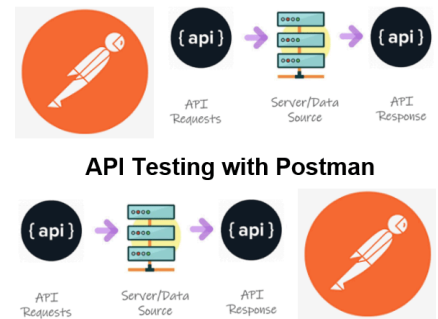 { api }
{ api }
API
Requests
Server/Data
Source
API
Response
API Testing with Postman
{ api }
{ api }
API
Requests
Server/Data
Source
API
Response